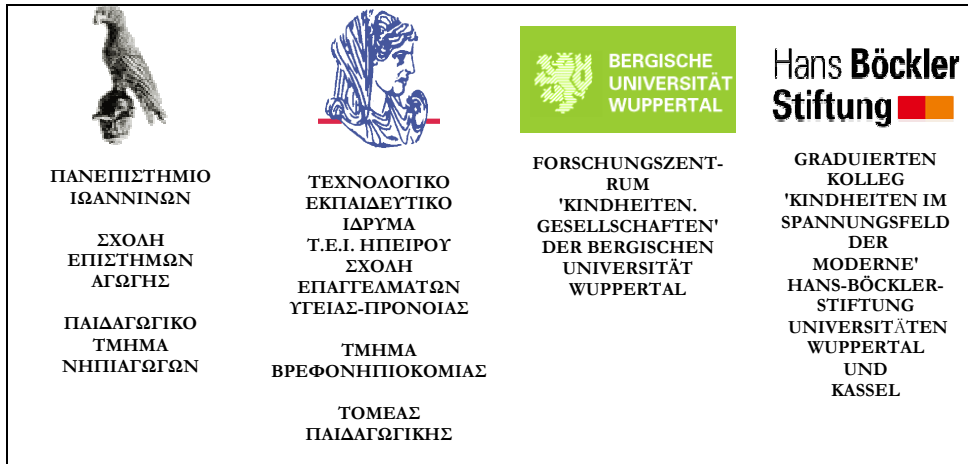 ΠΑΝΕΠΙΣΤΗΜΙΟ
ΙΩΑΝΝΙΝΩΝ
ΣΧΟΛΗ
ΕΠΙΣΤΗΜΩΝ
ΑΓΩΓΗΣ
ΠΑΙΔΑΓΩΓΙΚΟ
ΤΜΗΜΑ
ΝΗΠΙΑΓΩΓΩΝ
ΤΕΧΝΟΛΟΓΙΚΟ
ΕΚΠΑΙΔΕΥΤΙΚΟ
ΙΔΡΥΜΑ
Τ.Ε.Ι. ΗΠΕΙΡΟΥ
ΣΧΟΛΗ
ΕΠΑΓΓΕΛΜΑΤΩΝ
ΥΓΕΙΑΣ-ΠΡΟΝΟΙΑΣ
ΤΜΗΜΑ
ΒΡΕΦΟΝΗΠΙΟΚΟΜΙΑΣ
ΤΟΜΕΑΣ
ΠΑΙΔΑΓΩΓΙΚΗΣ
BERGISCHE
UNIVERSITÄT
WUPPERTAL
FORSCHUNGSZENT-
RUM
'KINDHEITEN.
GESELLSCHAFTEN'
DER BERGISCHEN
UNIVERSITÄT
WUPPERTAL
Hans Böckler
Stiftung
GRADUIERTEN
KOLLEG
'KINDHEITEN IM
SPANNUNGSFELD
DER
MODERNE'
HANS-BÖCKLER-
STIFTUNG
UNIVERSITÄTEN
WUPPERTAL
UND
KASSEL